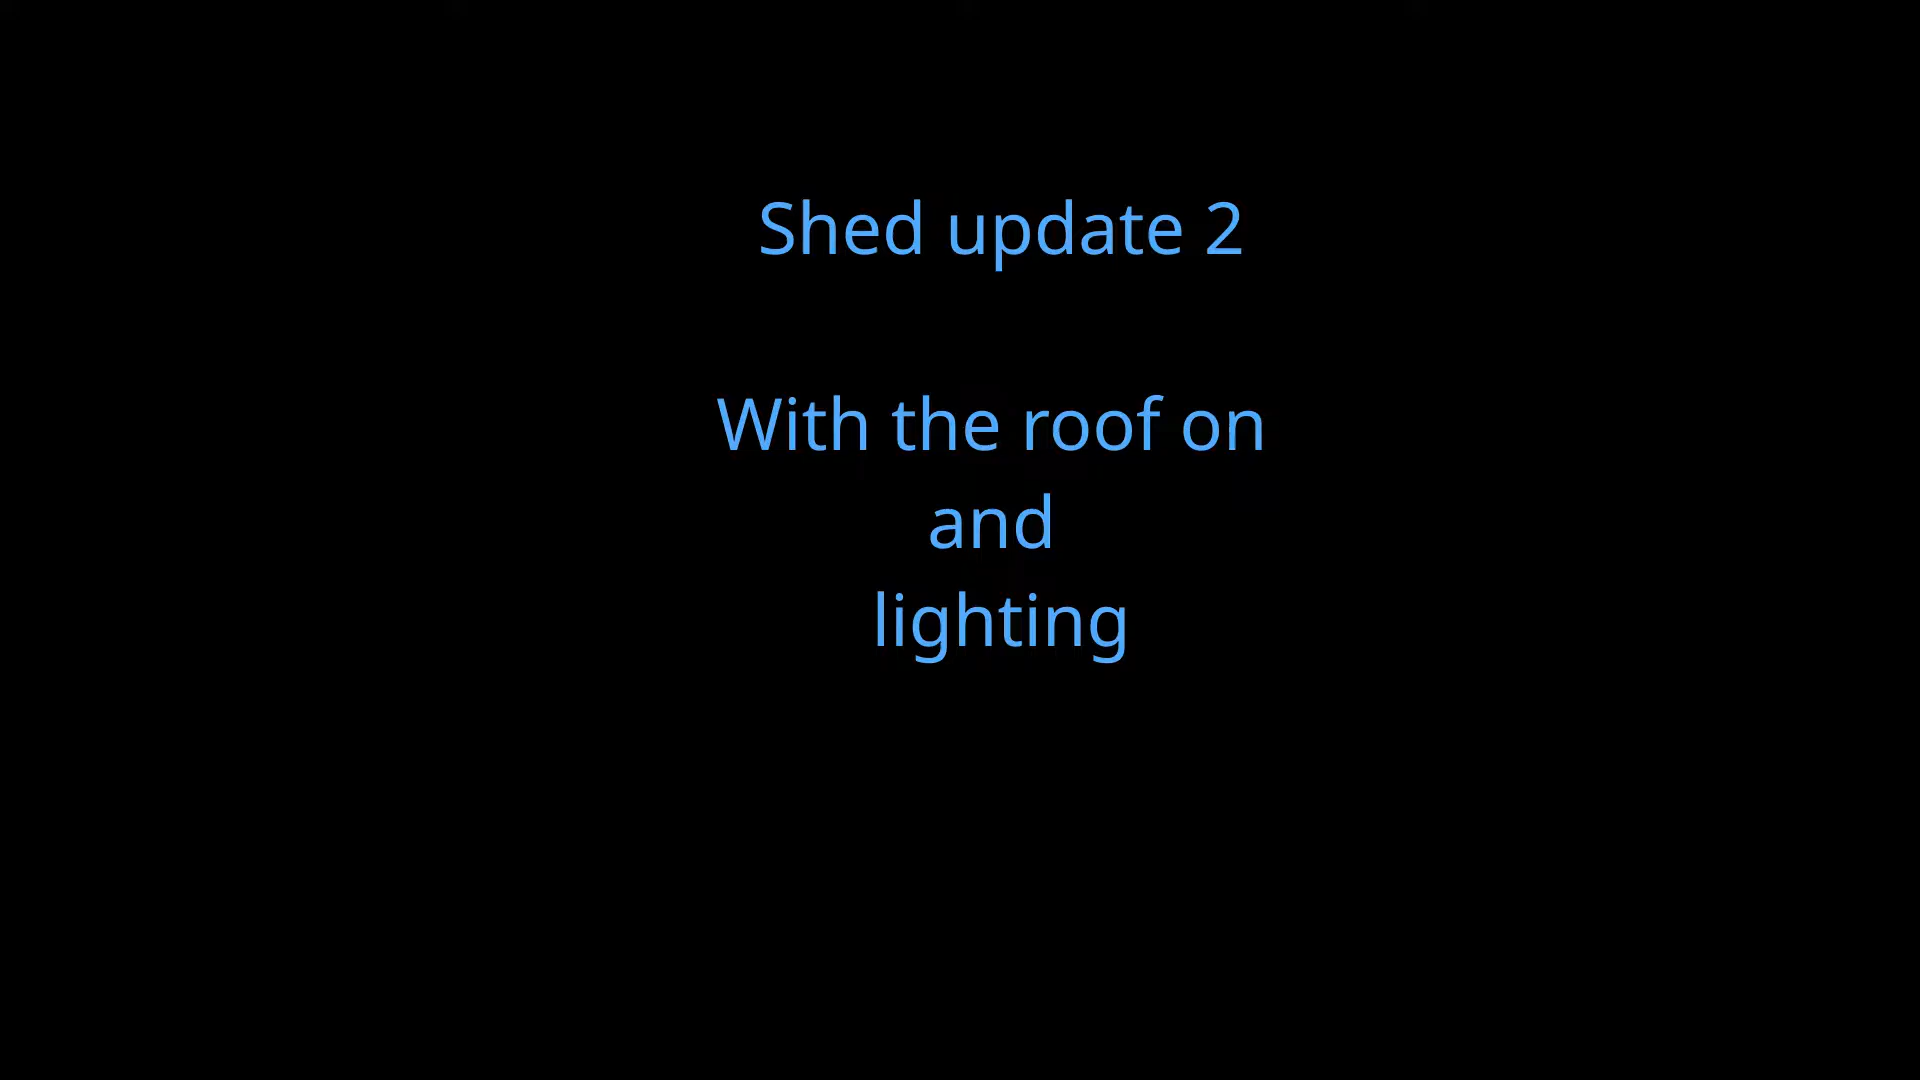 Shed update 2
With the roof on
and
lighting